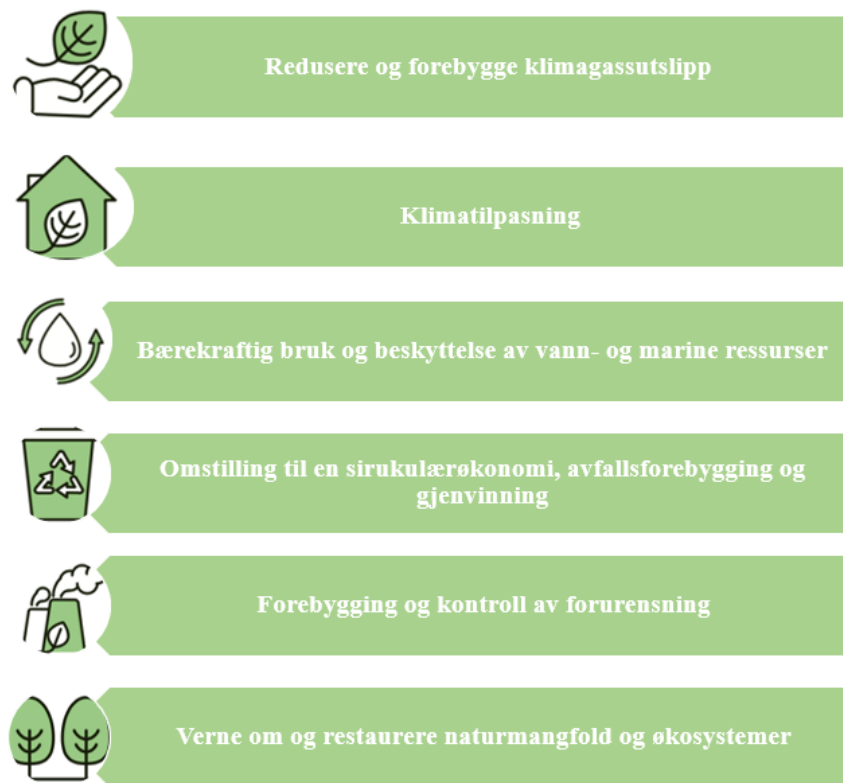 Redusere og forebygge klimagassutslipp
Klimatilpasning
Bærekraftig bruk og beskyttelse av vann- og marine ressurser
Omstilling til en sirukulærøkonomi, avfallsforebygging og
gjenvinning
Forebygging og kontroll av forurensning
Verne om og restaurere naturmangfold og økosystemer